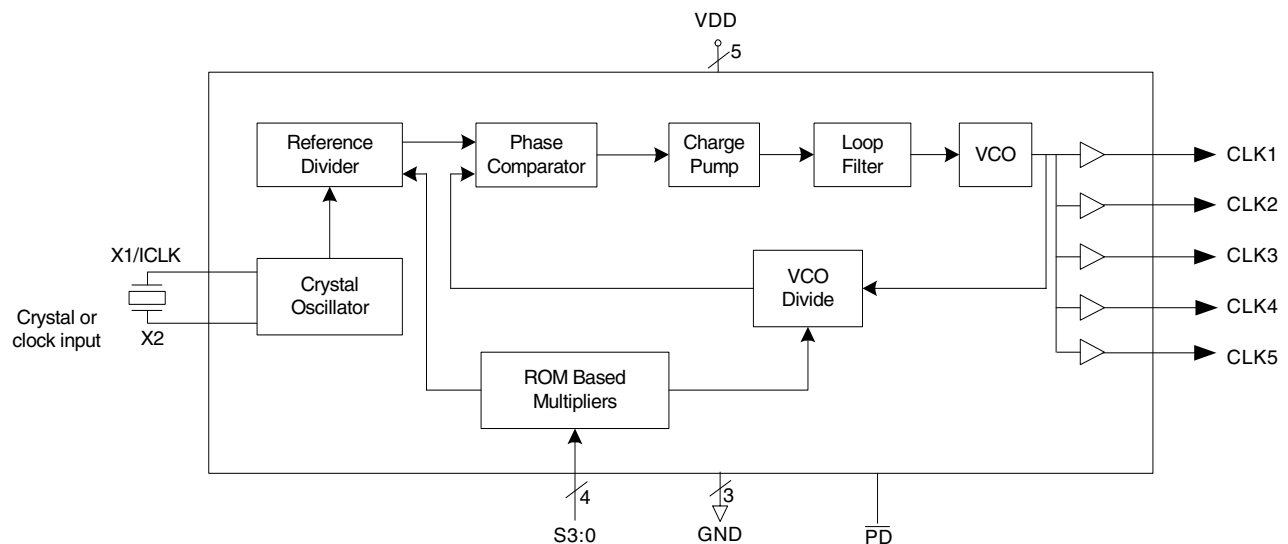 VDD
5
Reference
Divider
Phase
Comparator
Charge
Pump
Loop
Filter
VCO
CLK1
CLK2
CLK3
CLK4
CLK5
X1/ICLK
Crystal or
clock input
X2
Crystal
Oscillator
VCO
Divide
ROM Based
Multipliers
4
S3:0
3
GND
PD